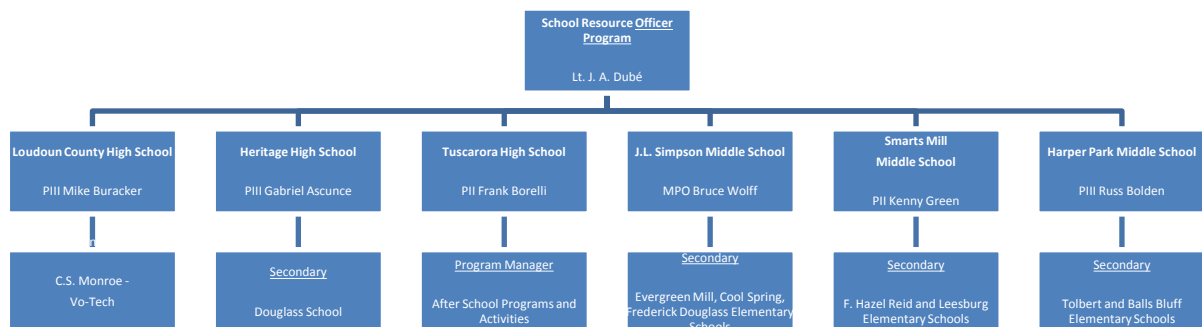 School Resource Officer
Program
Lt. J. A. Dubé
Loudoun County High School
PIII Mike Buracker
Heritage High School
PIII Gabriel Ascunce
Tuscarora High School
PII Frank Borelli
J.L. Simpson Middle School
MPO Bruce Wolff
Smarts Mill
Middle School
PII Kenny Green
Harper Park Middle School
PIII Russ Bolden
C.S. Monroe -
Vo-Tech
Secondary
Douglass School
Program Manager
After School Programs and
Activities
Secondary
Evergreen Mill, Cool Spring,
Frederick Douglass Elementary
Schools
Secondary
F. Hazel Reid and Leesburg
Elementary Schools
Secondary
Tolbert and Balls Bluff
Elementary Schools